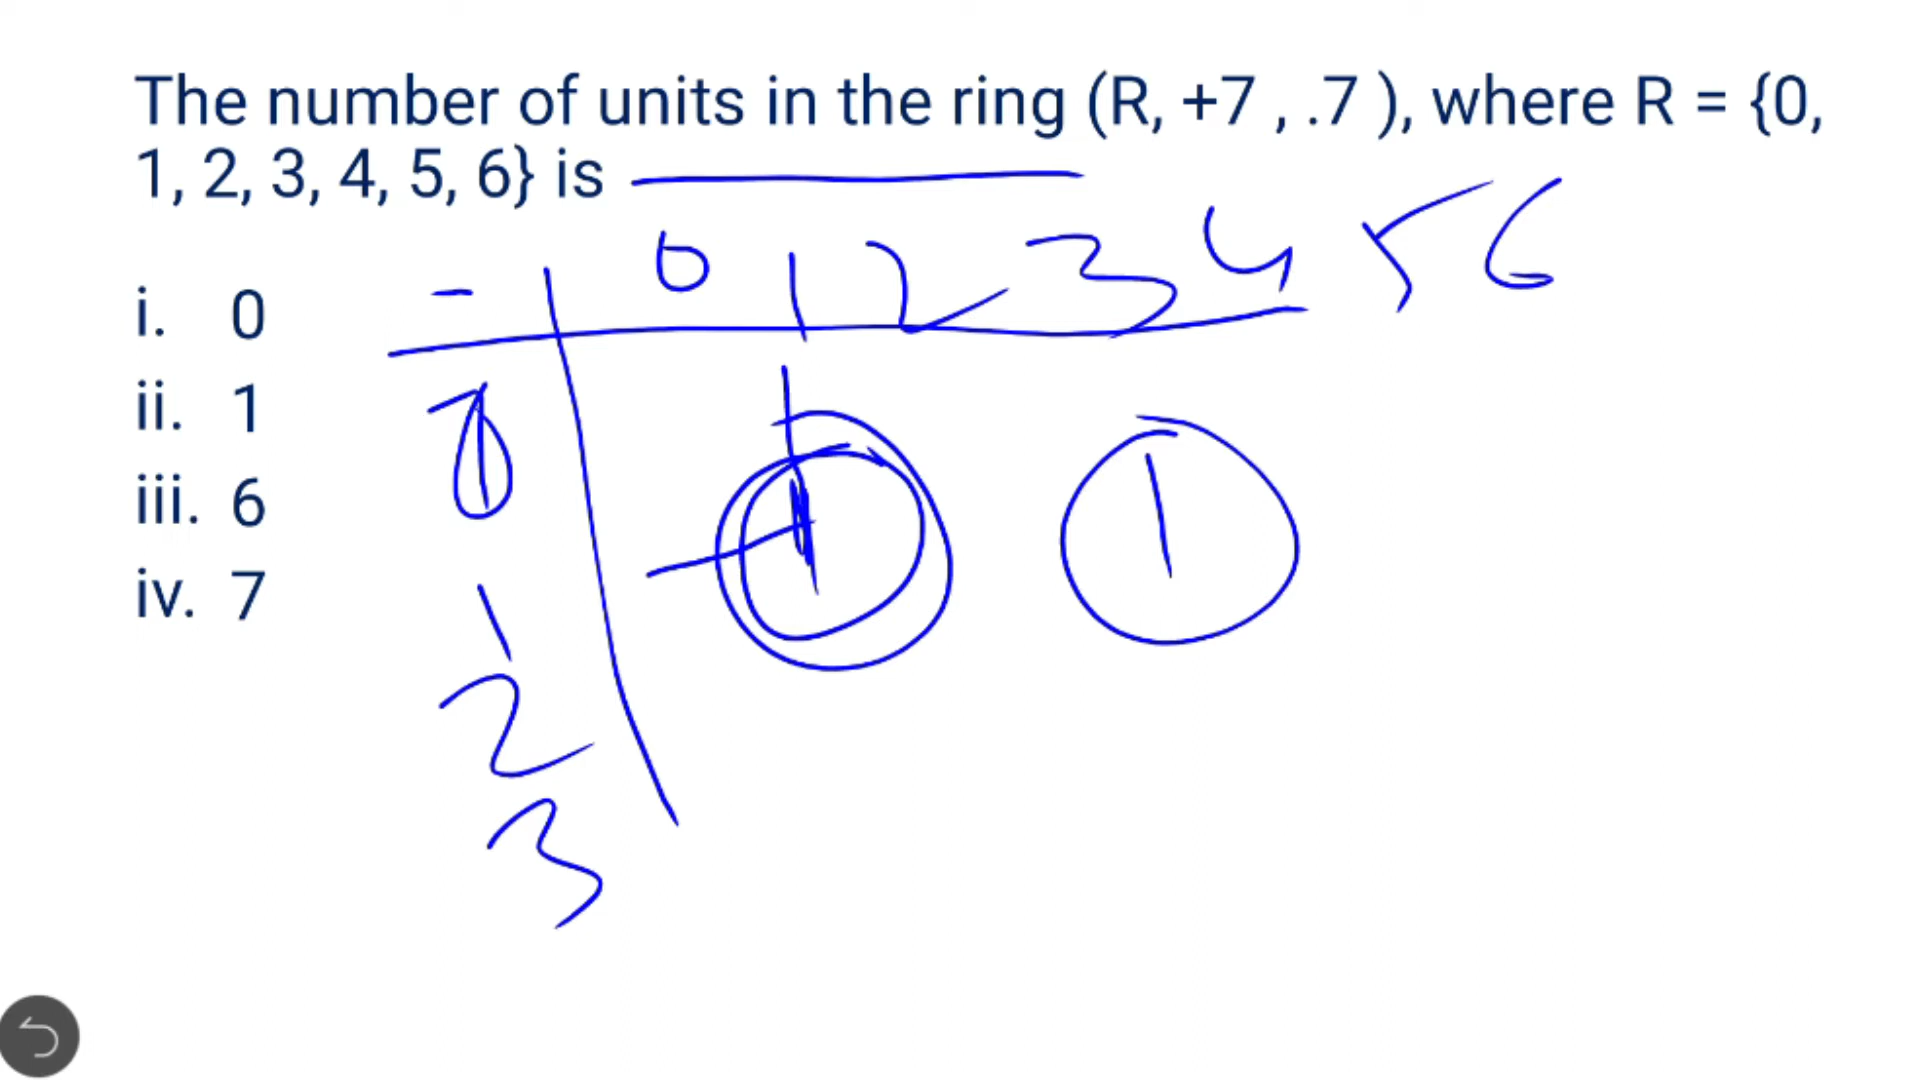 The number of units in the ring (R, +7 , .7 ), where R = {0,
1, 2, 3, 4, 5, 6} is
0 1 2 3 4 5 6
-
i. 0
ii. 1
iii. 6
iv. 7
1 1
1
2
3